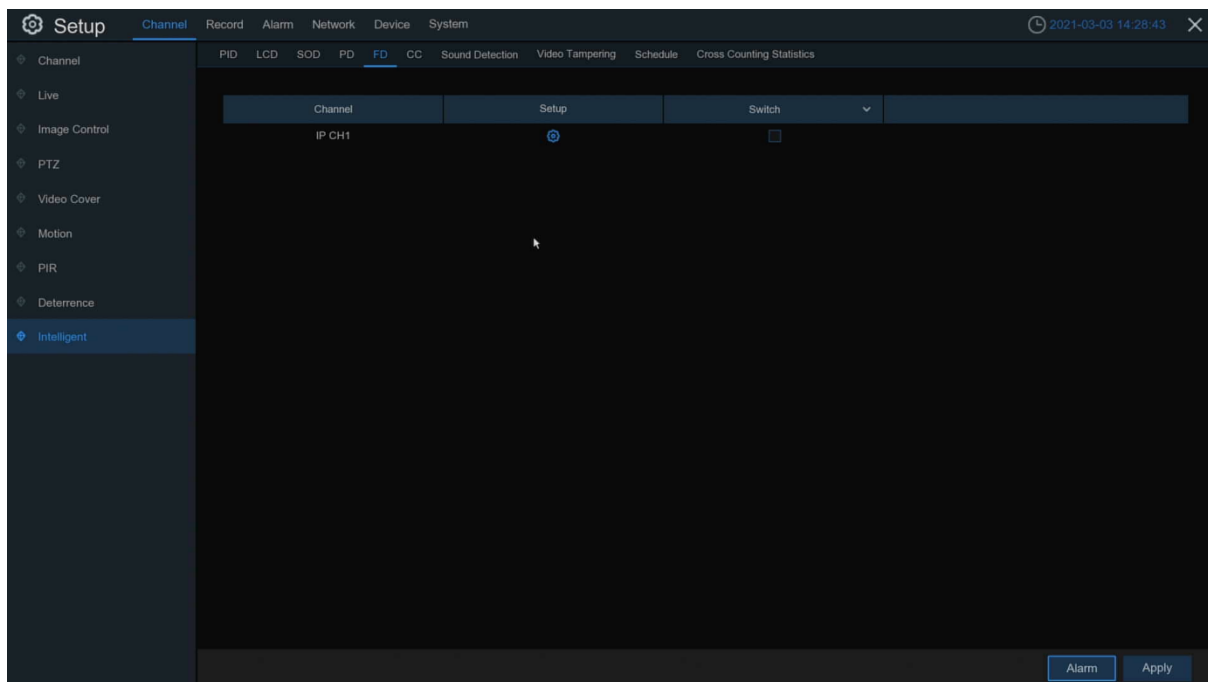 Setup Channel Record Alarm Network Device System 2021-03-03 14:28:43
PID LCD SOD PD FD CC Sound Detection Video Tampering Schedule Cross Counting Statistics
Channel
Live
Image Control
PTZ
Video Cover
Motion
PIR
Deterrence
Intelligent
Channel Setup Switch
IP CH1
Alarm Apply